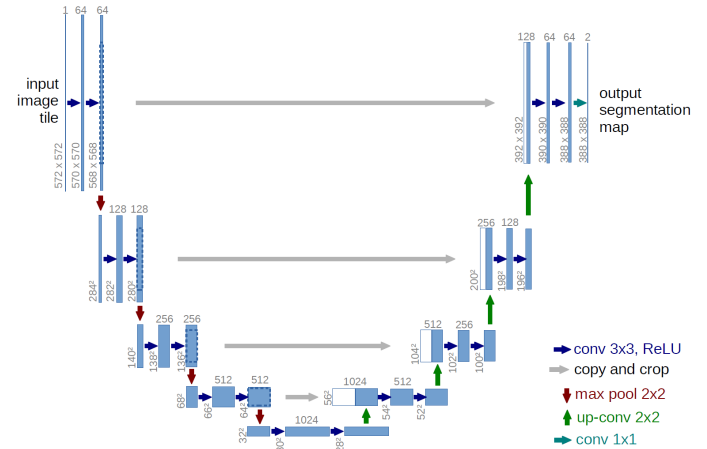 1 64 64
128 64 64 2
input
image
tile
output
segmentation
map
572 x 572
570 x 570
568 x 568
392 x 392
390 x 390
388 x 388
388 x 388
128 128
256 128
284²
282²
280²
200²
198²
196²
256 256
512 256
140²
138²
136²
104²
102²
100²
512 512
1024 512
68²
66²
64²
56²
54²
52²
1024
32²
conv 3x3, ReLU
copy and crop
max pool 2x2
up-conv 2x2
conv 1x1